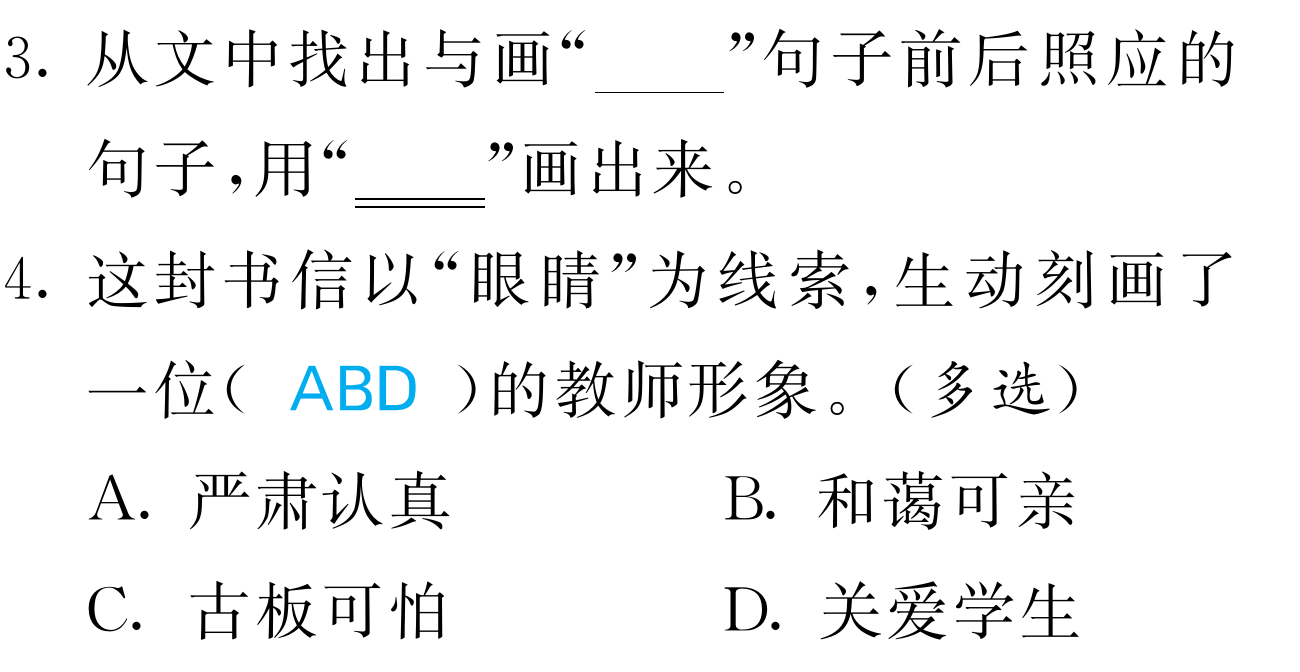 3. 从文中找出与画“____”句子前后照应的
句子,用“____”画出来。
4. 这封书信以“眼睛”为线索,生动刻画了
一位( ABD )的教师形象。(多选)
A. 严肃认真 B. 和蔼可亲
C. 古板可怕 D. 关爱学生